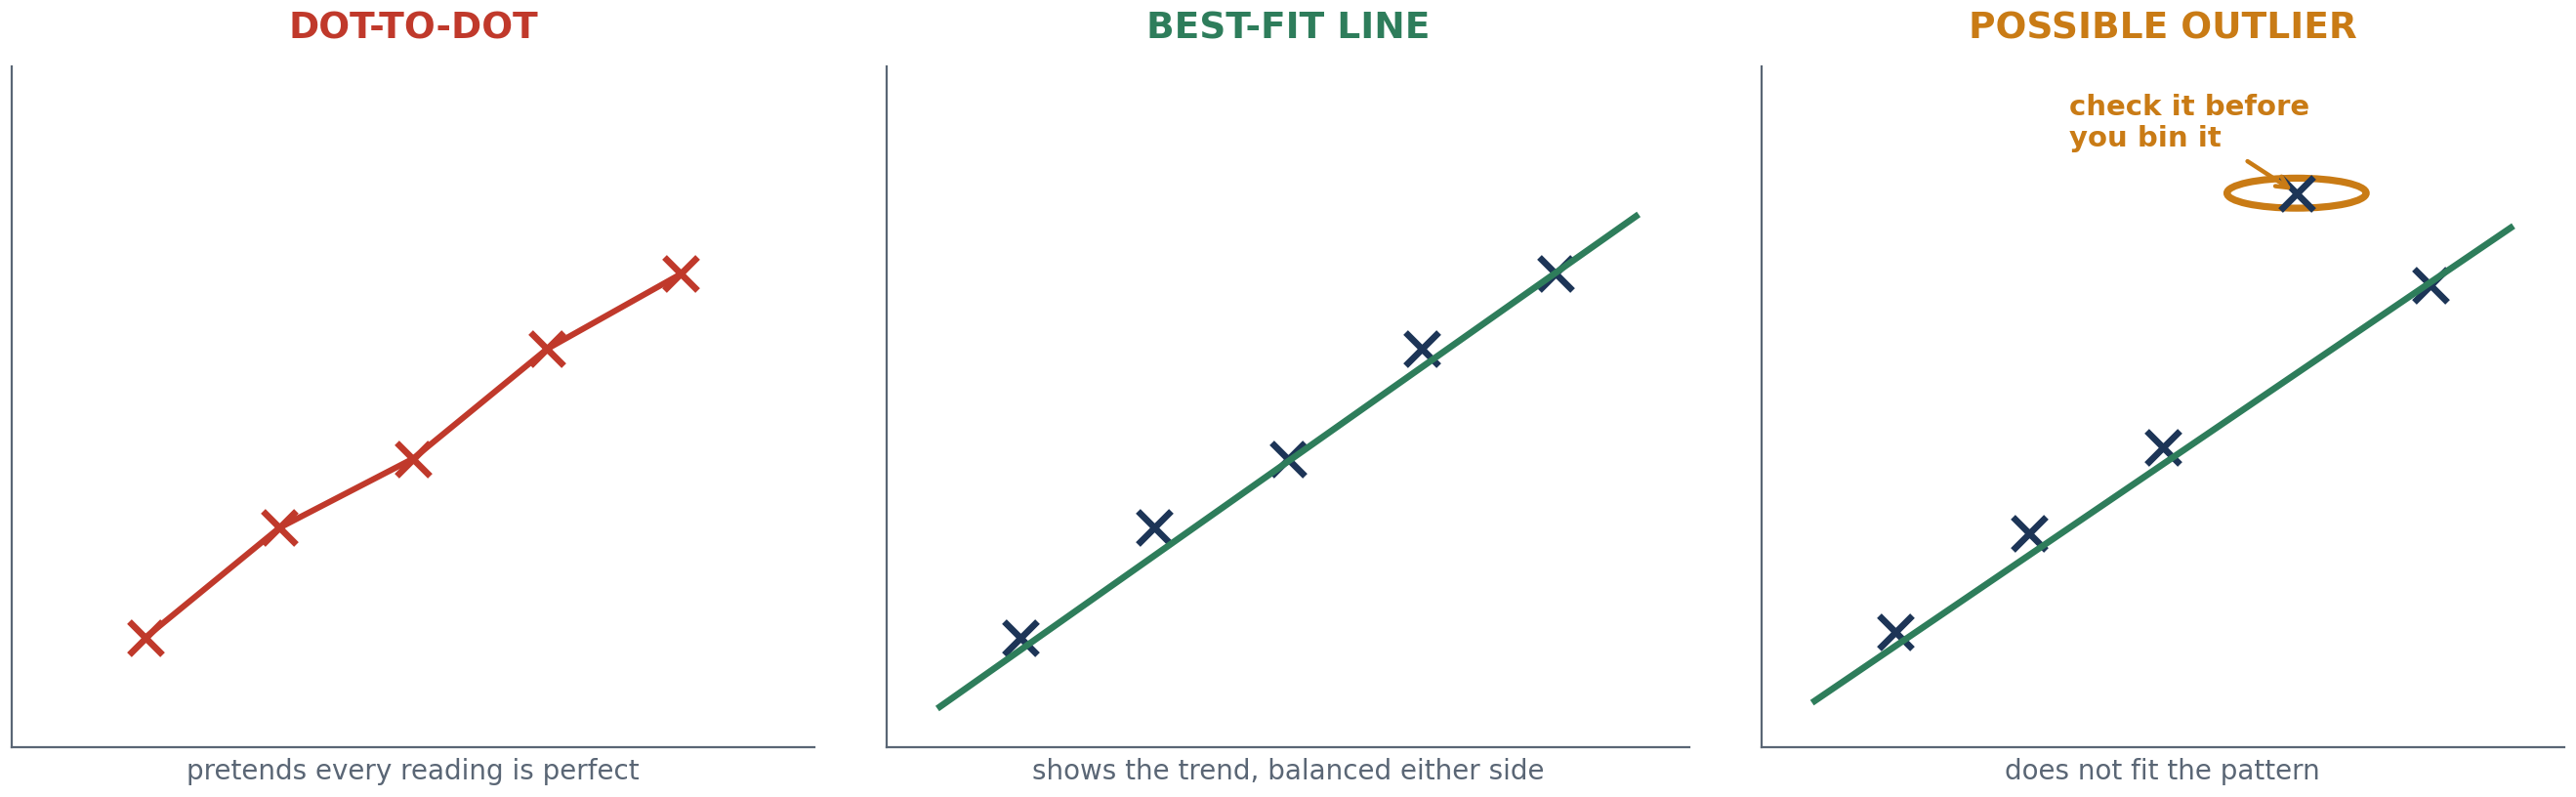 DOT-TO-DOT
pretends every reading is perfect
BEST-FIT LINE
shows the trend, balanced either side
POSSIBLE OUTLIER
check it before
you bin it
does not fit the pattern